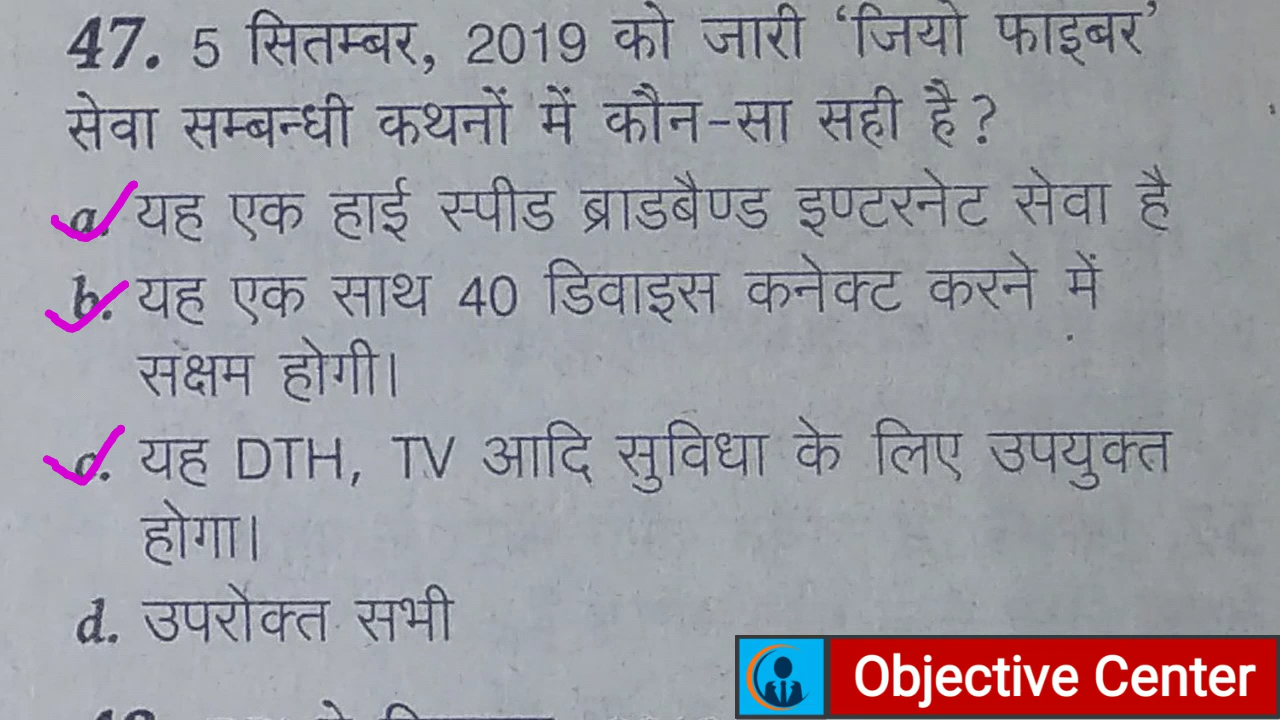 47. 5 सितम्बर, 2019 को जारी 'जियो फाइबर'
सेवा सम्बन्धी कथनों में कौन-सा सही है?
a. यह एक हाई स्पीड ब्राडबैण्ड इण्टरनेट सेवा है
b. यह एक साथ 40 डिवाइस कनेक्ट करने में
सक्षम होगी।
c. यह DTH, TV आदि सुविधा के लिए उपयुक्त
होगा।
d. उपरोक्त सभी
Objective Center